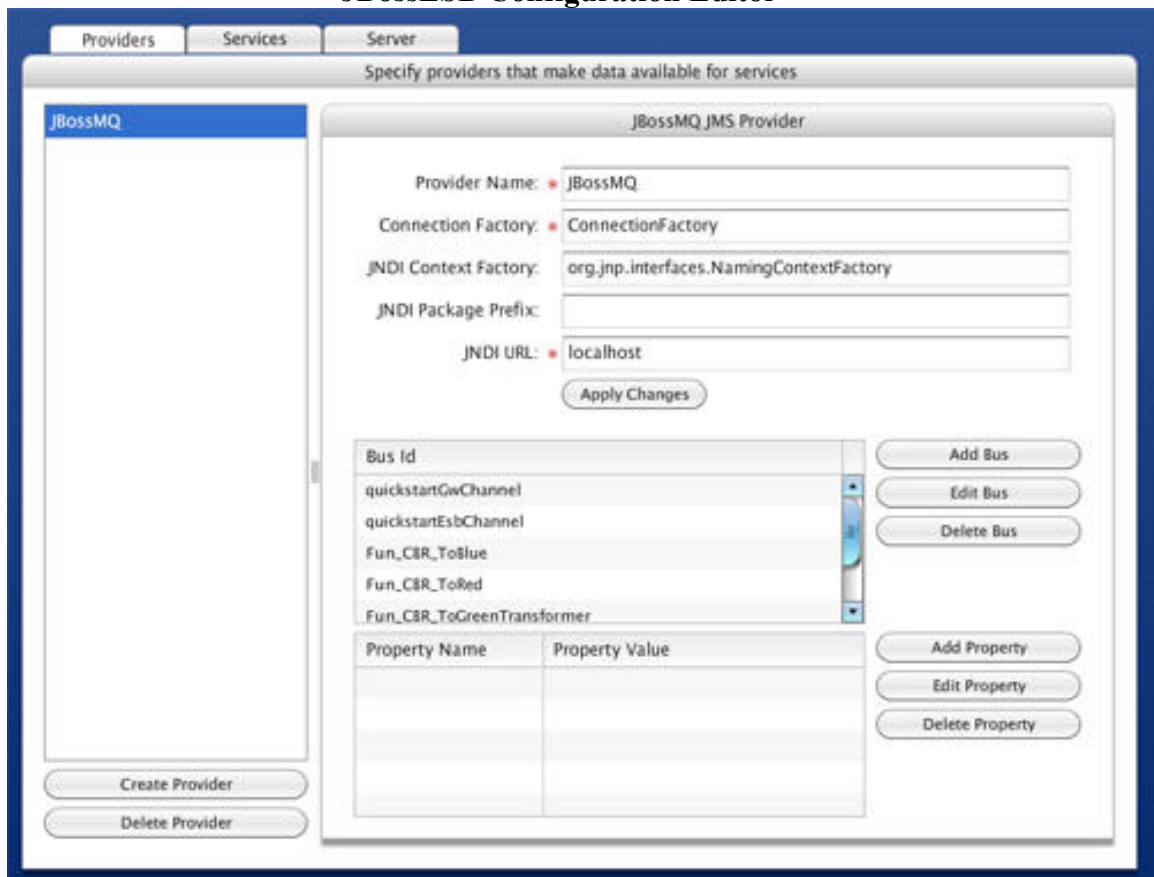 JBossESB Configuration Editor
Providers Services Server
Specify providers that make data available for services
JBossMQ
JBossMQ JMS Provider
Provider Name: * JBossMQ
Connection Factory: * ConnectionFactory
JNDI Context Factory: org.jnp.interfaces.NamingContextFactory
JNDI Package Prefix:
JNDI URL: * localhost
Apply Changes
Bus Id
quickstartGwChannel
quickstartEsbChannel
Fun_CBR_ToBlue
Fun_CBR_ToRed
Fun_CBR_ToGreenTransformer
Add Bus
Edit Bus
Delete Bus
Property Name Property Value
Add Property
Edit Property
Delete Property
Create Provider
Delete Provider